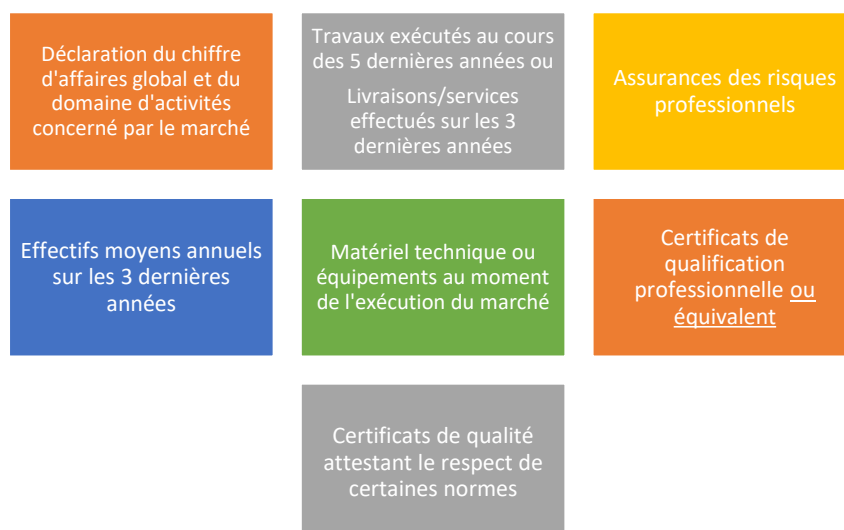 Déclaration du chiffre
d'affaires global et du
domaine d'activités
concerné par le marché
Travaux exécutés au cours
des 5 dernières années ou
Livraisons/services
effectués sur les 3
dernières années
Assurances des risques
professionnels
Effectifs moyens annuels
sur les 3 dernières
années
Matériel technique ou
équipements au moment
de l'exécution du marché
Certificats de
qualification
professionnelle ou
équivalent
Certificats de qualité
attestant le respect de
certaines normes